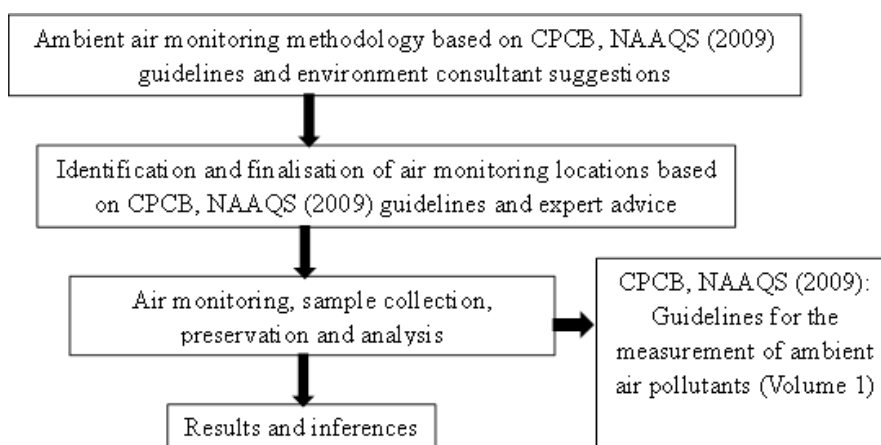 Ambient air monitoring methodology based on CPCB, NAAQS (2009)
guidelines and environment consultant suggestions
Identification and finalisation of air monitoring locations based
on CPCB, NAAQS (2009) guidelines and expert advice
Air monitoring, sample collection,
preservation and analysis
CPCB, NAAQS (2009):
Guidelines for the
measurement of ambient
air pollutants (Volume 1)
Results and inferences